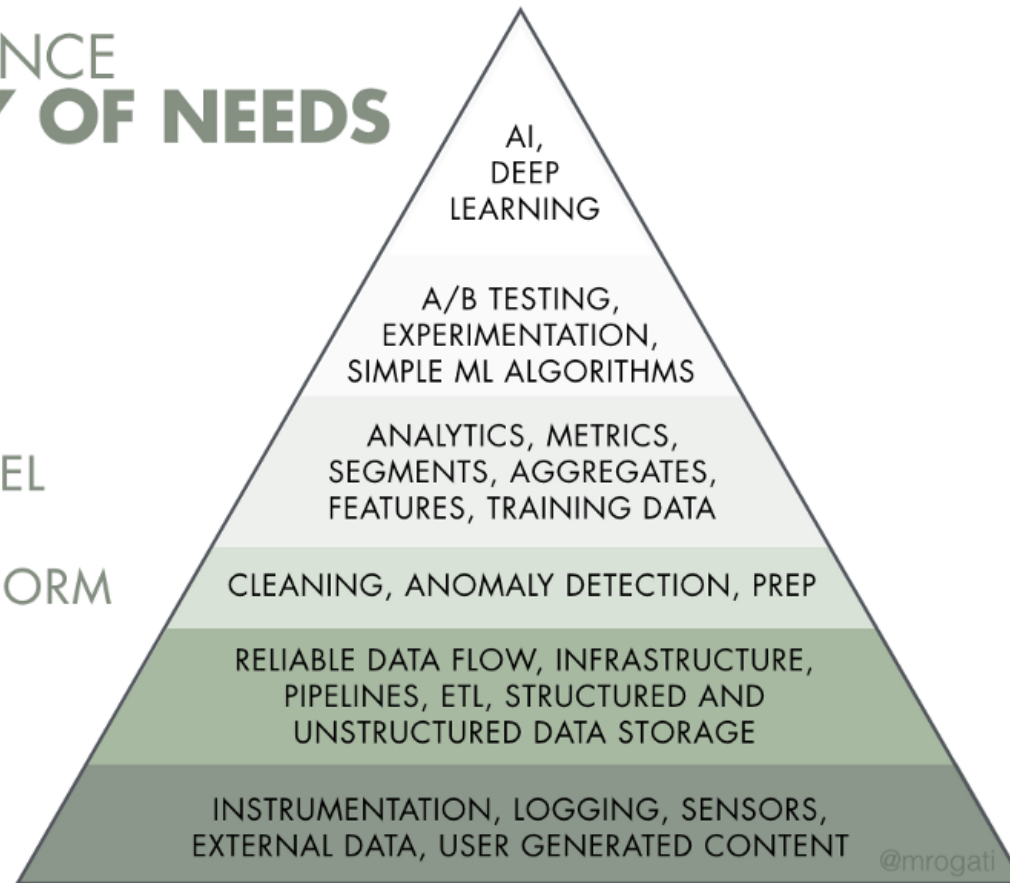 NCE
Y OF NEEDS
AI,
DEEP
LEARNING
A/B TESTING,
EXPERIMENTATION,
SIMPLE ML ALGORITHMS
ANALYTICS, METRICS,
SEGMENTS, AGGREGATES,
FEATURES, TRAINING DATA
EL
CLEANING, ANOMALY DETECTION, PREP
ORM
RELIABLE DATA FLOW, INFRASTRUCTURE,
PIPELINES, ETL, STRUCTURED AND
UNSTRUCTURED DATA STORAGE
INSTRUMENTATION, LOGGING, SENSORS,
EXTERNAL DATA, USER GENERATED CONTENT
@mrogati